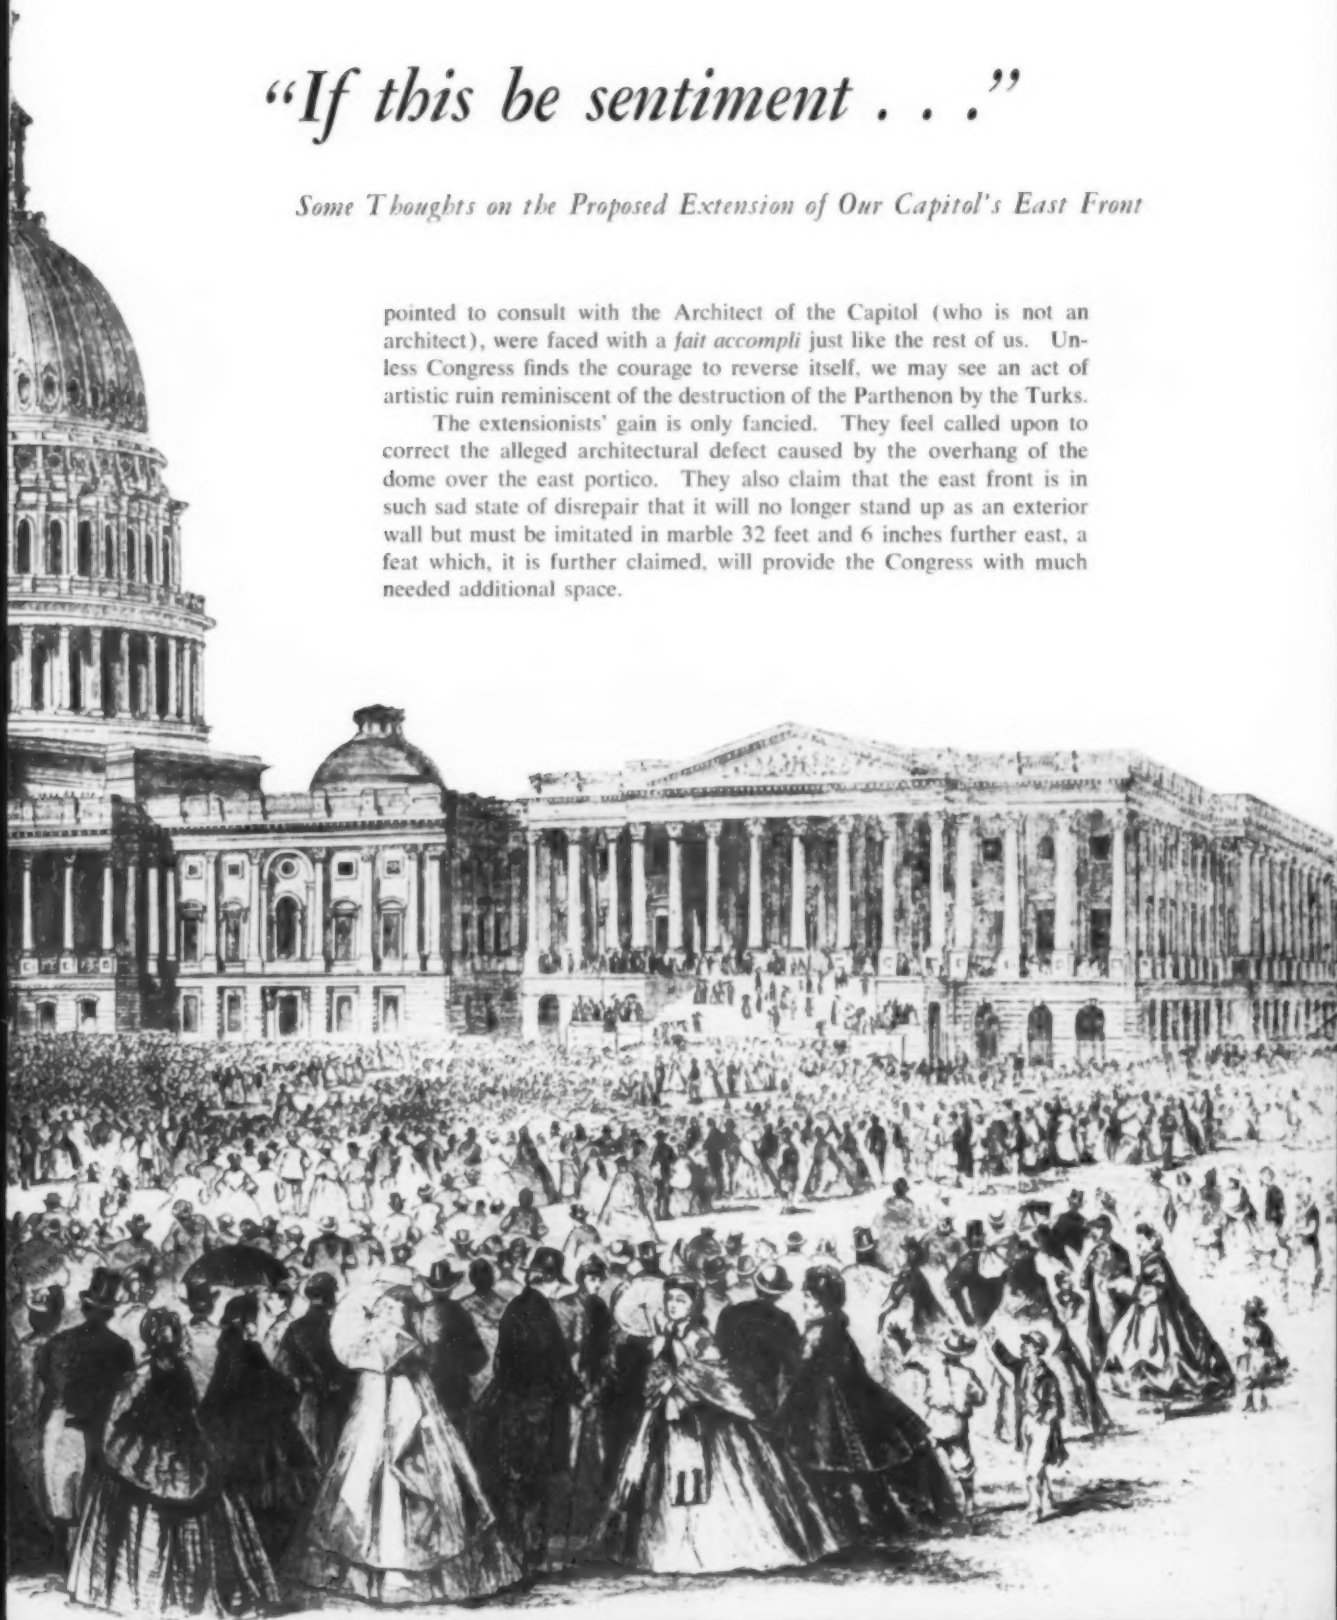 “If this be sentiment . . .”
Some Thoughts on the Proposed Extension of Our Capitol's East Front
pointed to consult with the Architect of the Capitol (who is not an
architect), were faced with a fait accompli just like the rest of us. Un-
less Congress finds the courage to reverse itself, we may see an act of
artistic ruin reminiscent of the destruction of the Parthenon by the Turks.
The extensionists' gain is only fancied. They feel called upon to
correct the alleged architectural defect caused by the overhang of the
dome over the east portico. They also claim that the east front is in
such sad state of disrepair that it will no longer stand up as an exterior
wall but must be imitated in marble 32 feet and 6 inches further east, a
feat which, it is further claimed, will provide the Congress with much
needed additional space.